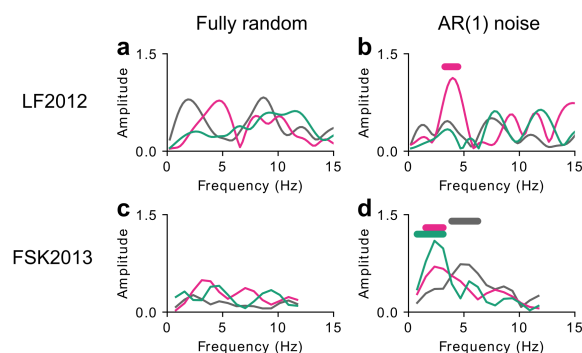 Fully random AR(1) noise
a b
LF2012
Amplitude
1.5
0.0
0 5 10 15
Frequency (Hz)
Amplitude
1.5
0.0
0 5 10 15
Frequency (Hz)
c d
FSK2013
Amplitude
1.5
0.0
0 5 10 15
Frequency (Hz)
Amplitude
1.5
0.0
0 5 10 15
Frequency (Hz)